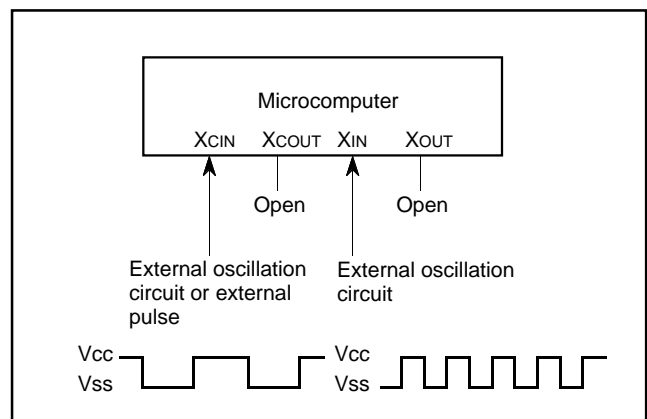 Microcomputer
XCIN XCOUT XIN XOUT
Open Open
External oscillation
circuit or external
pulse
External oscillation
circuit
Vcc
Vss
Vcc
Vss